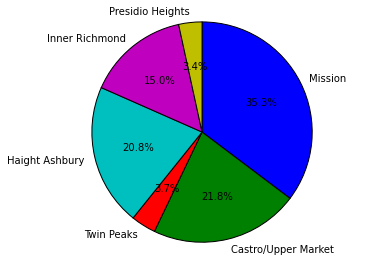 Presidio Heights
Inner Richmond
3.4%
15.0%
Mission
35.3%
Haight Ashbury
20.8%
3.7%
21.8%
Twin Peaks
Castro/Upper Market